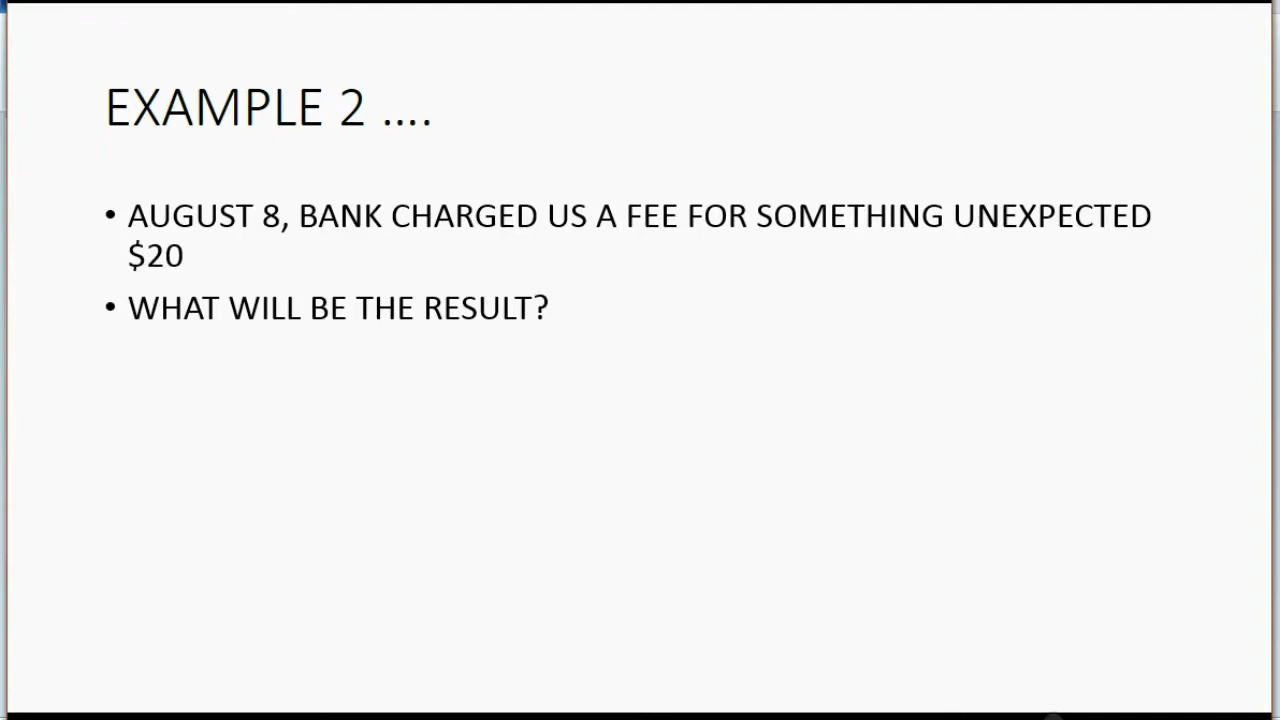 EXAMPLE 2 ....
• AUGUST 8, BANK CHARGED US A FEE FOR SOMETHING UNEXPECTED
$20
• WHAT WILL BE THE RESULT?